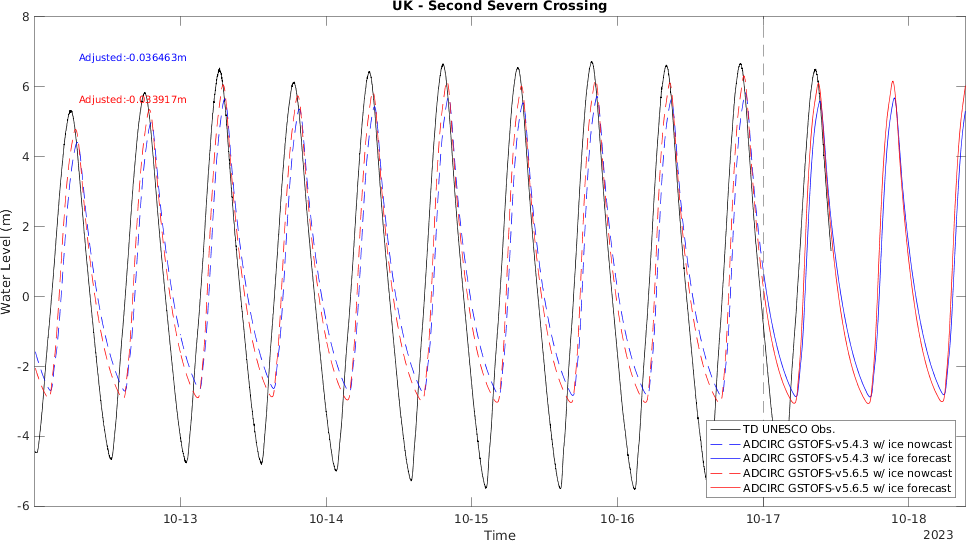 UK - Second Severn Crossing
8
6
4
2
0
-2
-4
-6
Water Level (m)
Adjusted:-0.036463m
Adjusted:-0.033917m
TD UNESCO Obs.
ADCIRC GSTOFS-v5.4.3 w/ ice nowcast
ADCIRC GSTOFS-v5.4.3 w/ ice forecast
ADCIRC GSTOFS-v5.6.5 w/ ice nowcast
ADCIRC GSTOFS-v5.6.5 w/ ice forecast
10-13 10-14 10-15 10-16 10-17 10-18
Time
2023